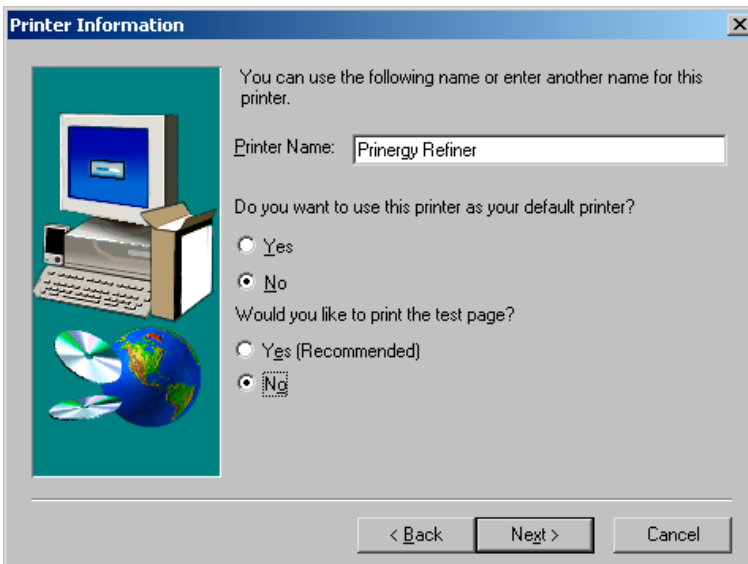 Printer Information
You can use the following name or enter another name for this
printer.
Printer Name: Prinergy Refiner
Do you want to use this printer as your default printer?
Yes
No
Would you like to print the test page?
Yes (Recommended)
No
< Back Next > Cancel